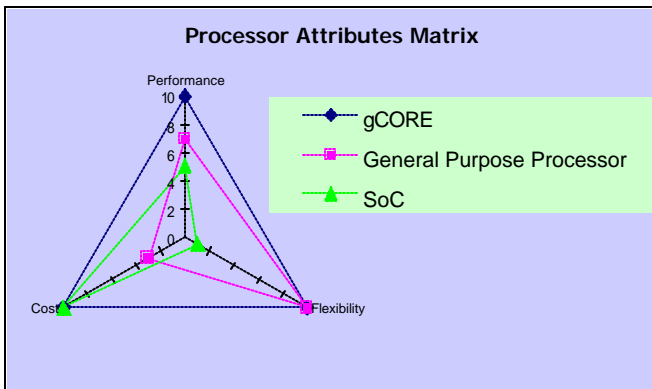 Processor Attributes Matrix
Performance
10
8
6
4
2
0
Cost
Flexibility
gCORE
General Purpose Processor
SoC